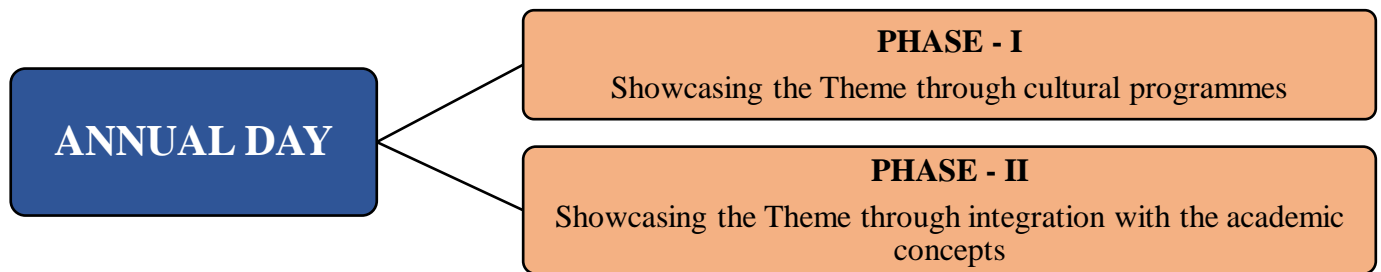 ANNUAL DAY
PHASE - I
Showcasing the Theme through cultural programmes
PHASE - II
Showcasing the Theme through integration with the academic
concepts